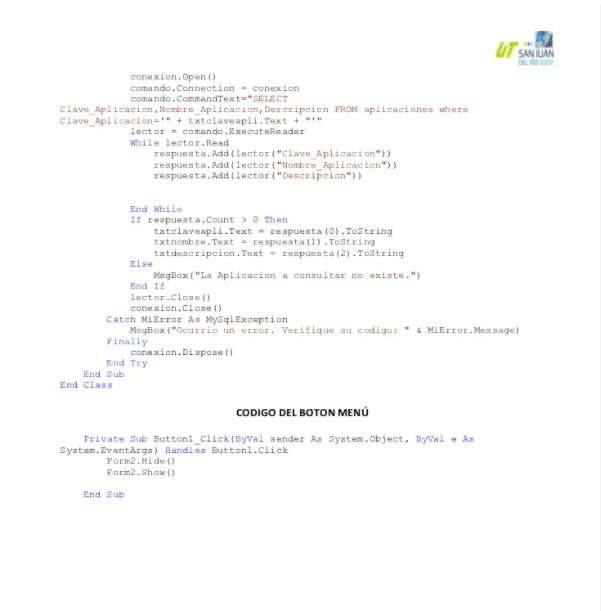 UT SAN JUAN
DEL RIO
conexion.Open()
comando.Connection = conexion
comando.CommandText="SELECT
Clave_Aplicacion,Nombre_Aplicacion,Descripcion FROM aplicaciones where
Clave_Aplicacion='" + txtclaveapli.Text + "'"
lector = comando.ExecuteReader
While lector.Read
respuesta.Add(lector("Clave_Aplicacion"))
respuesta.Add(lector("Nombre_Aplicacion"))
respuesta.Add(lector("Descripcion"))
End While
If respuesta.Count > 0 Then
txtclaveapli.Text = respuesta(0).ToString
txtnombre.Text = respuesta(1).ToString
txtdescripcion.Text = respuesta(2).ToString
Else
MsgBox("La Aplicacion a consultar no existe.")
End If
lector.Close()
conexion.Close()
Catch MiError As MySqlException
MsgBox("Ocurrio un error. Verifique su codigo: " & MiError.Message)
Finally
conexion.Dispose()
End Try
End Sub
End Class
CODIGO DEL BOTON MENÚ
Private Sub Button1_Click(ByVal sender As System.Object, ByVal e As
System.EventArgs) Handles Button1.Click
Form2.Hide()
Form2.Show()
End Sub